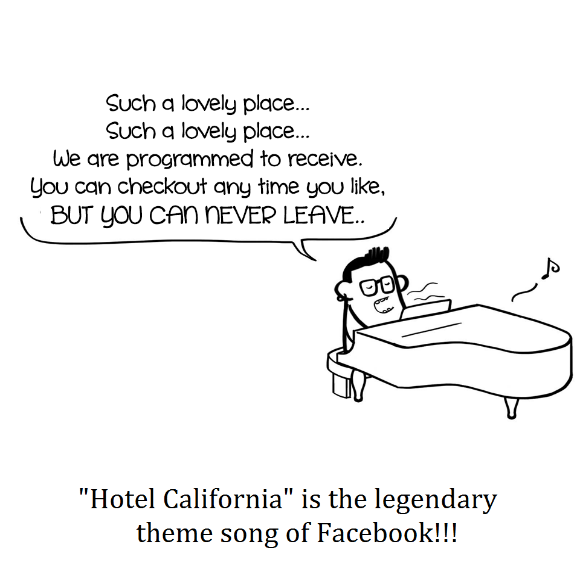 Such a lovely place...
Such a lovely place...
We are programmed to receive.
You can checkout any time you like,
BUT YOU CAN NEVER LEAVE..
"Hotel California" is the legendary
theme song of Facebook!!!